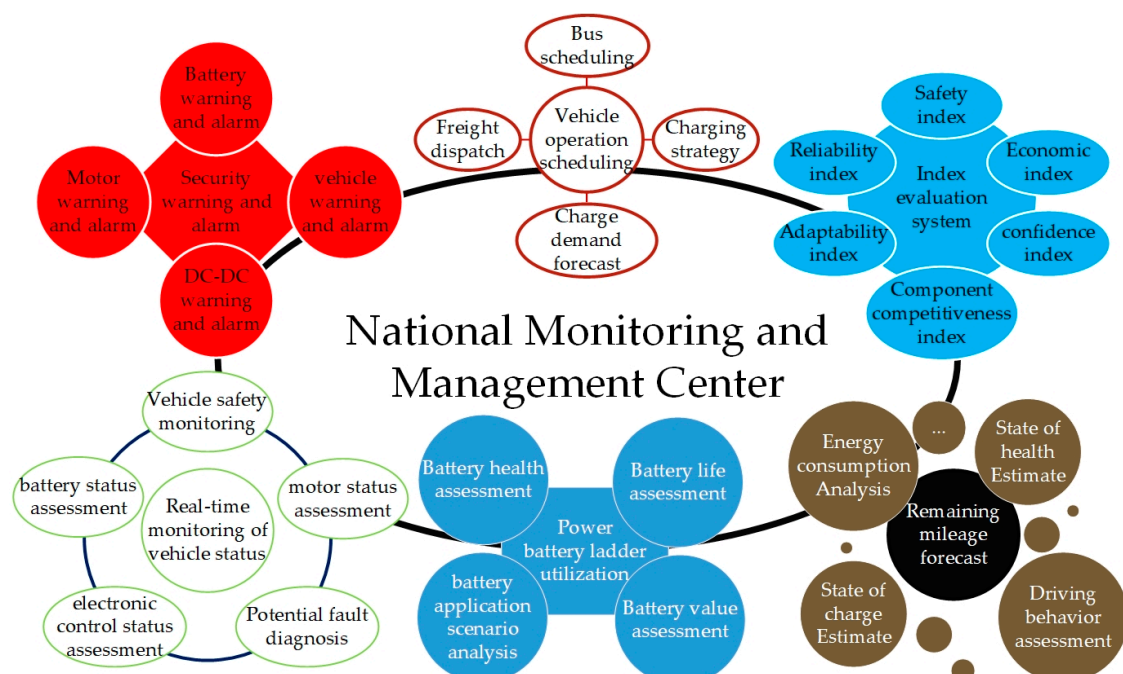 Battery
warning
and alarm
Motor
warning
and alarm
Security
warning and
alarm
vehicle
warning
and alarm
DC-DC
warning
and alarm
Bus
scheduling
Freight
dispatch
Vehicle
operation
scheduling
Charging
strategy
Charge
demand
forecast
Safety
index
Reliability
index
Economic
index
Index
evaluation
system
Adaptability
index
confidence
index
Component
competitiveness
index
National Monitoring and
Management Center
Vehicle safety
monitoring
battery status
assessment
motor status
assessment
Real-time
monitoring of
vehicle status
electronic
control status
assessment
Potential fault
diagnosis
Battery health
assessment
Battery life
assessment
Power
battery ladder
utilization
battery
application
scenario
analysis
Battery value
assessment
Energy
consumption
Analysis
...
State of
health
Estimate
Remaining
mileage
forecast
State of
charge
Estimate
Driving
behavior
assessment